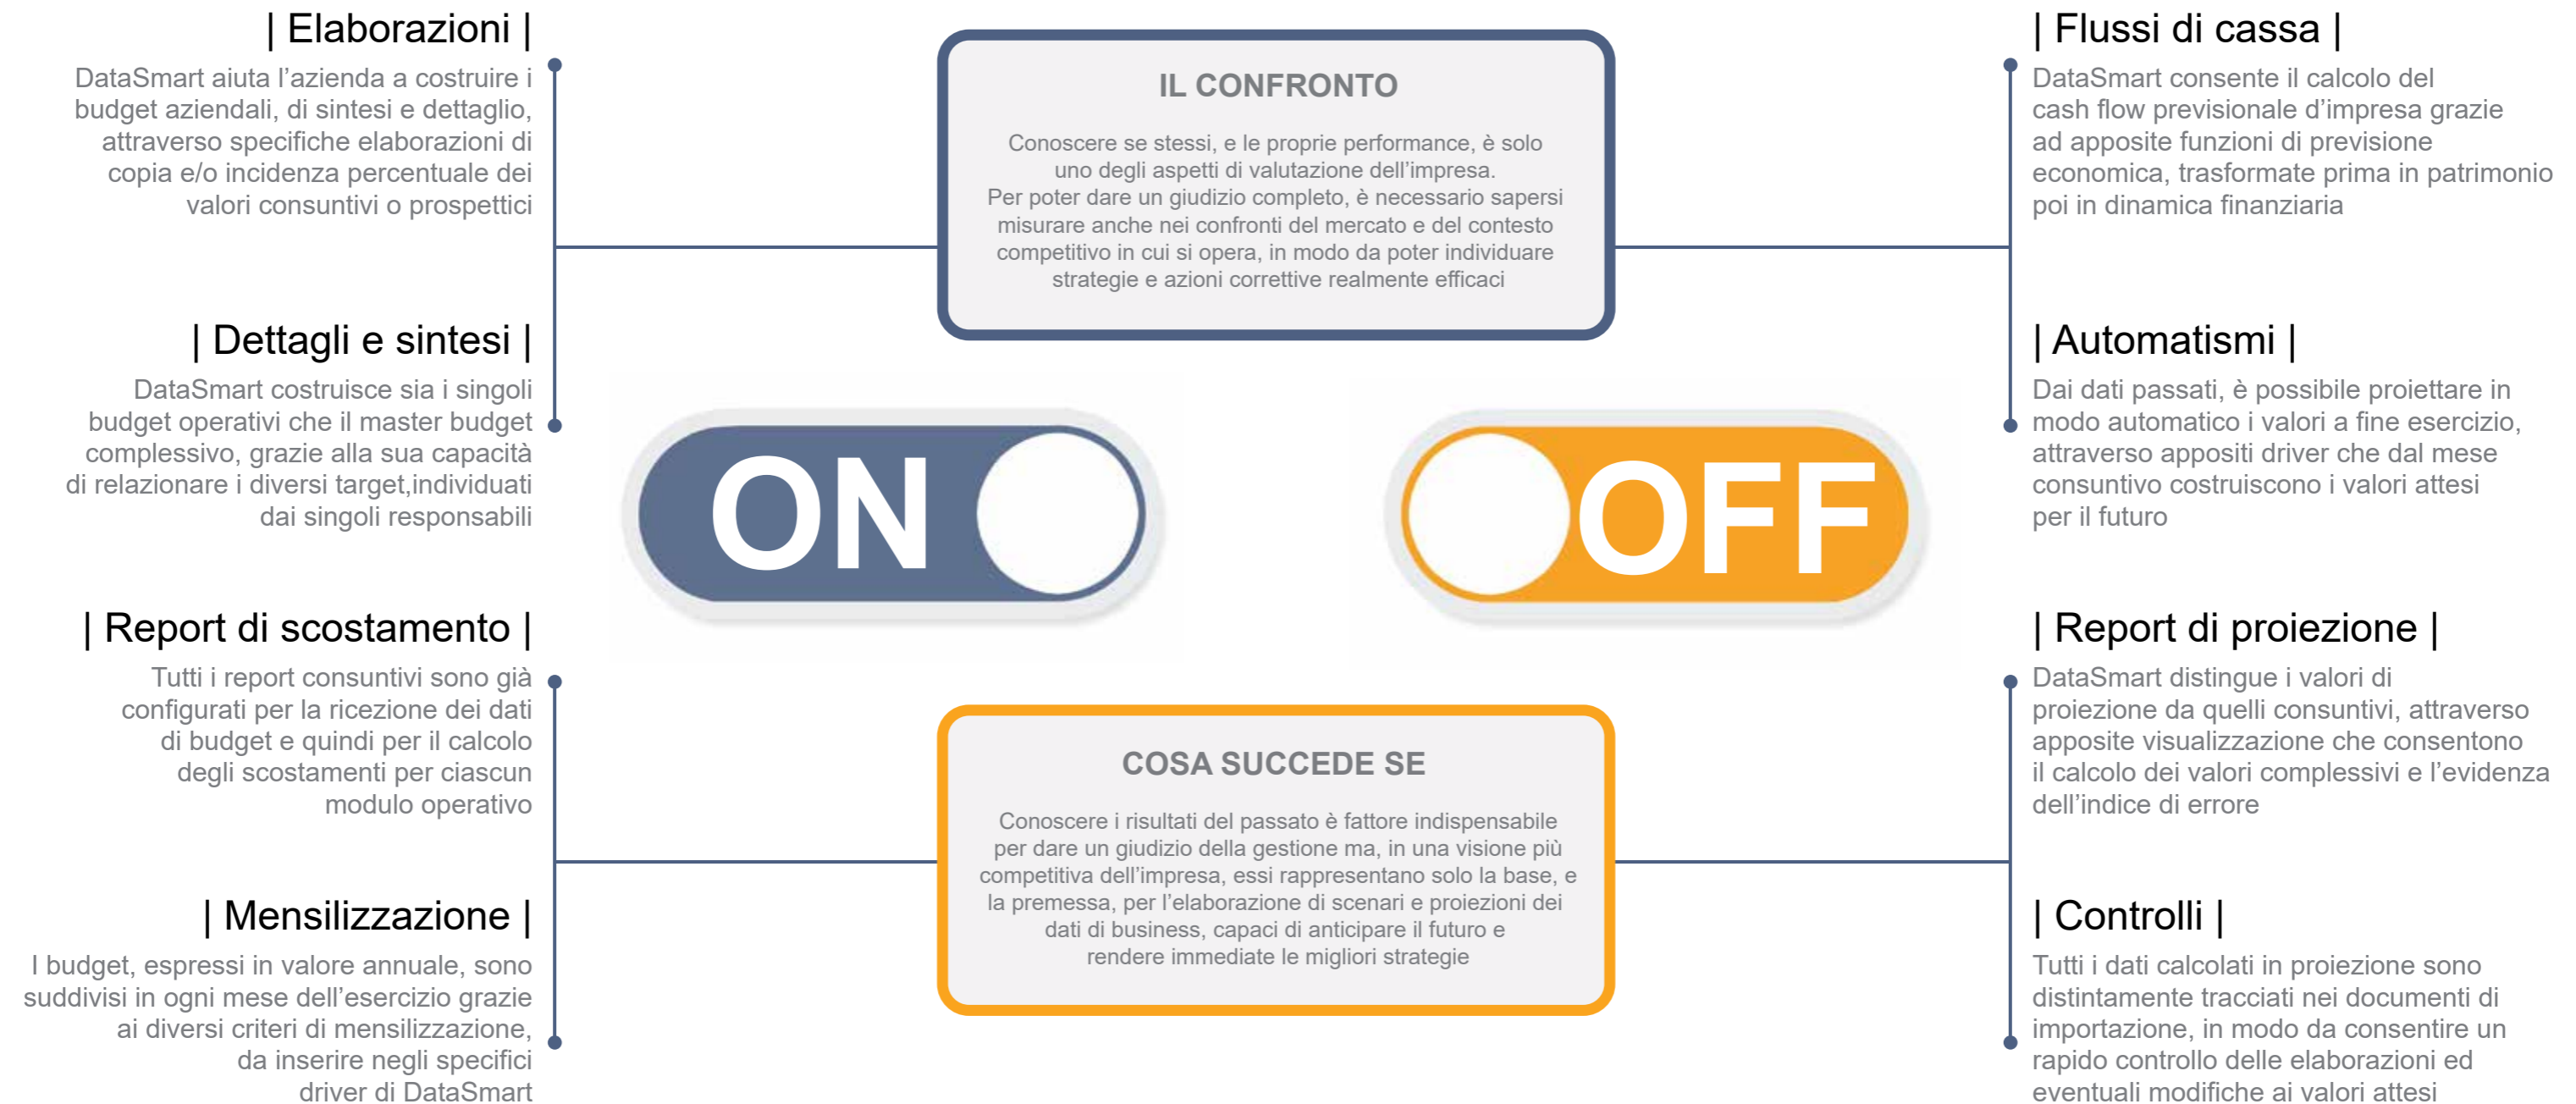 | Elaborazioni |
DataSmart aiuta l’azienda a costruire i
budget aziendali, di sintesi e dettaglio,
attraverso specifiche elaborazioni di
copia e/o incidenza percentuale dei
valori consuntivi o prospettici
| Dettagli e sintesi |
DataSmart costruisce sia i singoli
budget operativi che il master budget
complessivo, grazie alla sua capacità
di relazionare i diversi target,individuati
dai singoli responsabili
| Report di scostamento |
Tutti i report consuntivi sono già
configurati per la ricezione dei dati
di budget e quindi per il calcolo
degli scostamenti per ciascun
modulo operativo
| Mensilizzazione |
I budget, espressi in valore annuale, sono
suddivisi in ogni mese dell’esercizio grazie
ai diversi criteri di mensilizzazione,
da inserire negli specifici
driver di DataSmart
IL CONFRONTO
Conoscere se stessi, e le proprie performance, è solo
uno degli aspetti di valutazione dell’impresa.
Per poter dare un giudizio completo, è necessario sapersi
misurare anche nei confronti del mercato e del contesto
competitivo in cui si opera, in modo da poter individuare
strategie e azioni correttive realmente efficaci
ON
OFF
COSA SUCCEDE SE
Conoscere i risultati del passato è fattore indispensabile
per dare un giudizio della gestione ma, in una visione più
competitiva dell’impresa, essi rappresentano solo la base, e
la premessa, per l’elaborazione di scenari e proiezioni dei
dati di business, capaci di anticipare il futuro e
rendere immediate le migliori strategie
| Flussi di cassa |
DataSmart consente il calcolo del
cash flow previsionale d’impresa grazie
ad apposite funzioni di previsione
economica, trasformate prima in patrimonio
poi in dinamica finanziaria
| Automatismi |
Dai dati passati, è possibile proiettare in
modo automatico i valori a fine esercizio,
attraverso appositi driver che dal mese
consuntivo costruiscono i valori attesi
per il futuro
| Report di proiezione |
DataSmart distingue i valori di
proiezione da quelli consuntivi, attraverso
apposite visualizzazione che consentono
il calcolo dei valori complessivi e l’evidenza
dell’indice di errore
| Controlli |
Tutti i dati calcolati in proiezione sono
distintamente tracciati nei documenti di
importazione, in modo da consentire un
rapido controllo delle elaborazioni ed
eventuali modifiche ai valori attesi